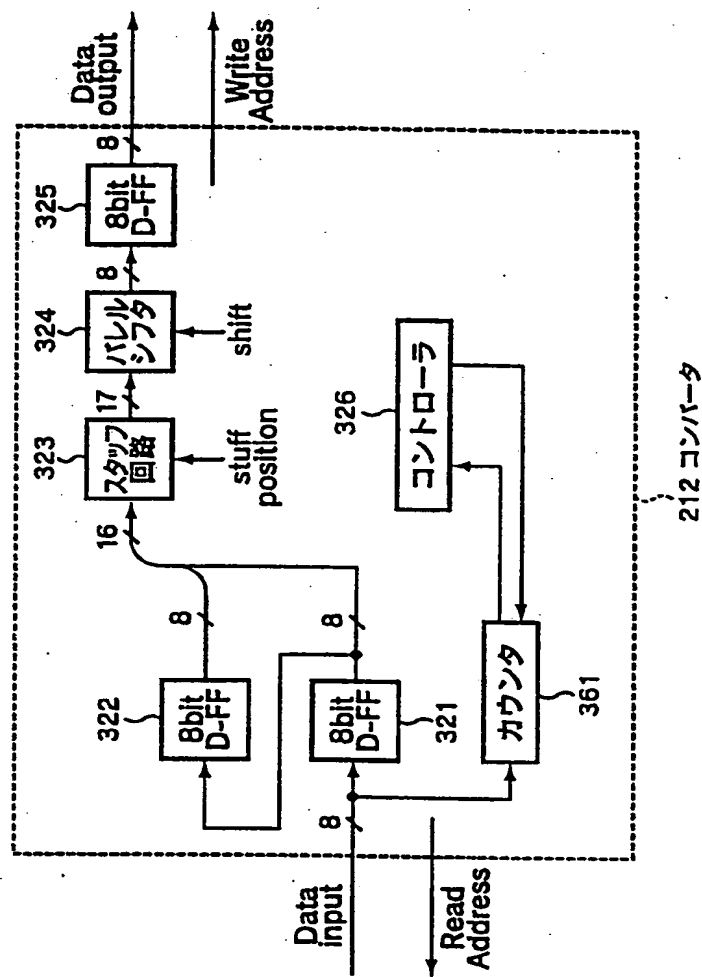 Data
input
Read
Address
8
8bit
D-FF
322
8bit
D-FF
321
カウンタ
361
8
8
16
スタッフ
回路
323
stuff
position
17
バレル
シフタ
324
shift
8
8bit
D-FF
325
8
コントローラ
326
Data
output
Write
Address
212 コンバータ